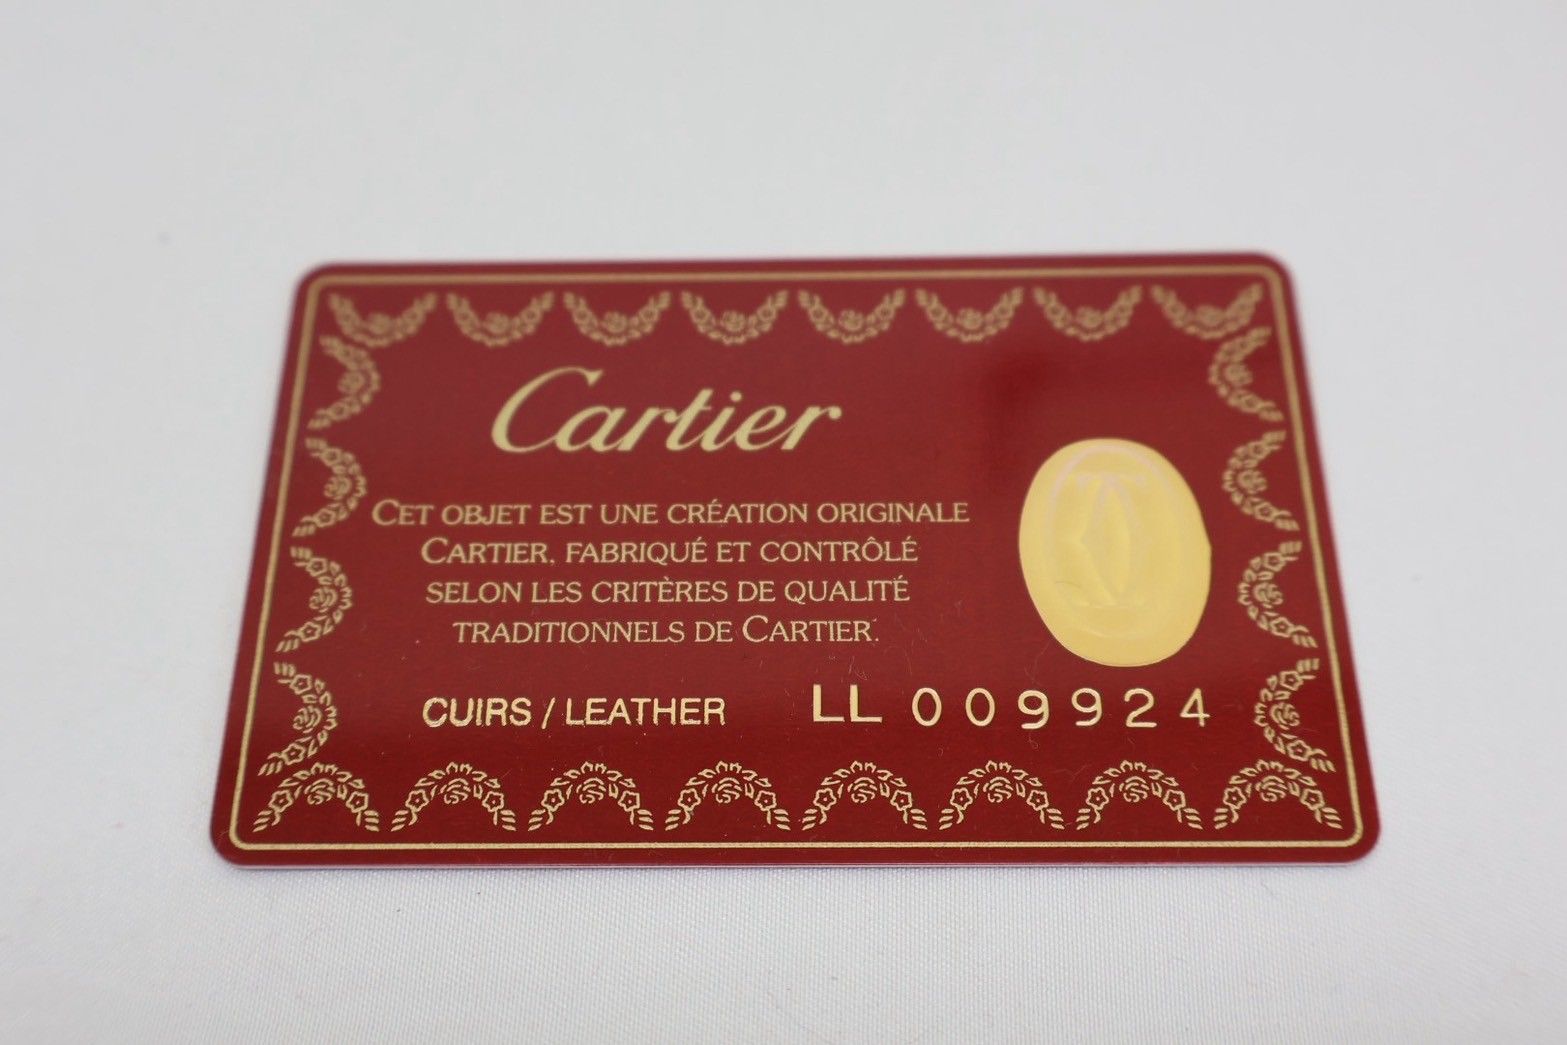 Cartier
CET OBJET EST UNE CRÉATION ORIGINALE
CARTIER, FABRIQUÉ ET CONTRÔLÉ
SELON LES CRITÈRES DE QUALITÉ
TRADITIONNELS DE CARTIER.
CUIRS / LEATHER LL 009924